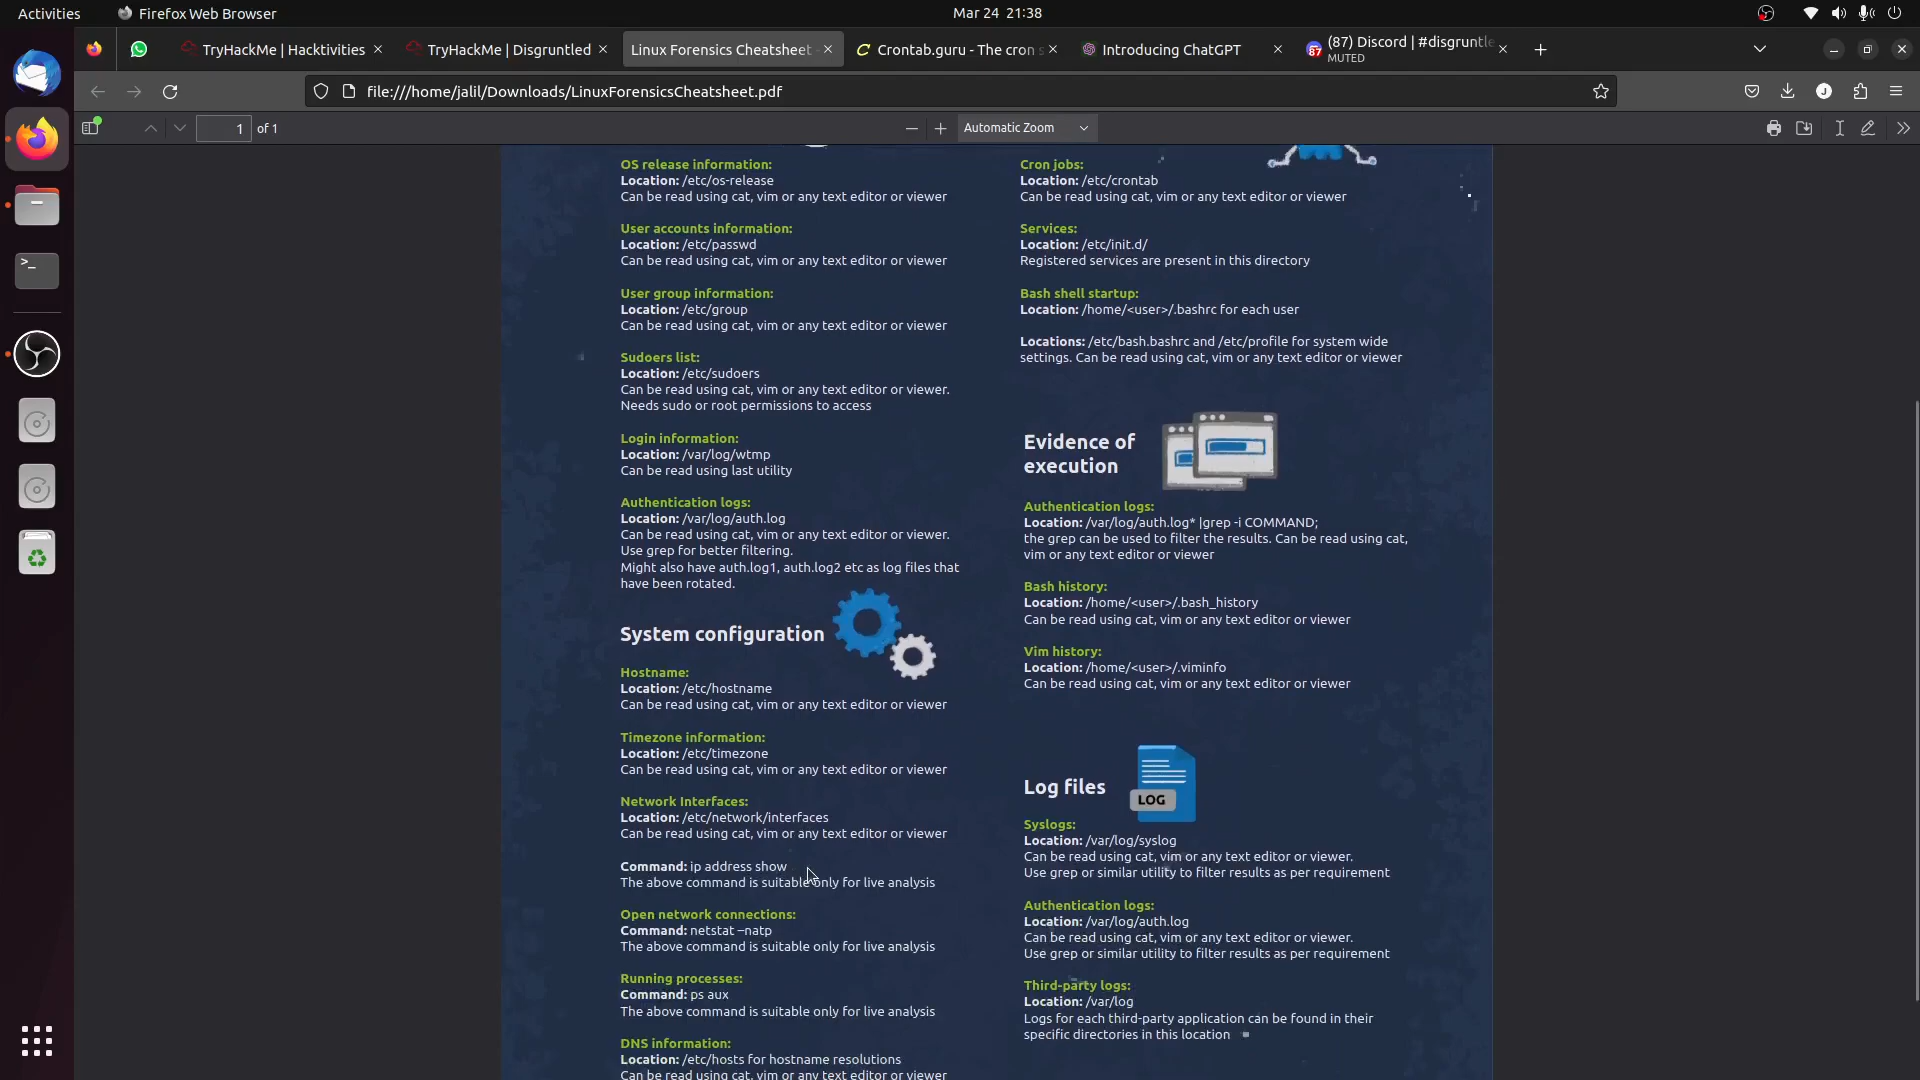 Activities
Firefox Web Browser
Mar 24 21:38
TryHackMe | Hacktivities
TryHackMe | Disgruntled
Linux Forensics Cheatsheet
Crontab.guru - The cron s
Introducing ChatGPT
87
(87) Discord | #disgruntle
MUTED
file:///home/jalil/Downloads/LinuxForensicsCheatsheet.pdf
J
1 of 1
Automatic Zoom
OS release information:
Location: /etc/os-release
Can be read using cat, vim or any text editor or viewer
User accounts information:
Location: /etc/passwd
Can be read using cat, vim or any text editor or viewer
User group information:
Location: /etc/group
Can be read using cat, vim or any text editor or viewer
Sudoers list:
Location: /etc/sudoers
Can be read using cat, vim or any text editor or viewer.
Needs sudo or root permissions to access
Login information:
Location: /var/log/wtmp
Can be read using last utility
Authentication logs:
Location: /var/log/auth.log
Can be read using cat, vim or any text editor or viewer.
Use grep for better filtering.
Might also have auth.log1, auth.log2 etc as log files that
have been rotated.
System configuration
Hostname:
Location: /etc/hostname
Can be read using cat, vim or any text editor or viewer
Timezone information:
Location: /etc/timezone
Can be read using cat, vim or any text editor or viewer
Network Interfaces:
Location: /etc/network/interfaces
Can be read using cat, vim or any text editor or viewer
Command: ip address show
The above command is suitable only for live analysis
Open network connections:
Command: netstat –natp
The above command is suitable only for live analysis
Running processes:
Command: ps aux
The above command is suitable only for live analysis
DNS information:
Location: /etc/hosts for hostname resolutions
Can be read using cat, vim or any text editor or viewer
Cron jobs:
Location: /etc/crontab
Can be read using cat, vim or any text editor or viewer
Services:
Location: /etc/init.d/
Registered services are present in this directory
Bash shell startup:
Location: /home/<user>/.bashrc for each user
Locations: /etc/bash.bashrc and /etc/profile for system wide
settings. Can be read using cat, vim or any text editor or viewer
Evidence of
execution
Authentication logs:
Location: /var/log/auth.log* |grep -i COMMAND;
the grep can be used to filter the results. Can be read using cat,
vim or any text editor or viewer
Bash history:
Location: /home/<user>/.bash_history
Can be read using cat, vim or any text editor or viewer
Vim history:
Location: /home/<user>/.viminfo
Can be read using cat, vim or any text editor or viewer
Log files
LOG
Syslogs:
Location: /var/log/syslog
Can be read using cat, vim or any text editor or viewer.
Use grep or similar utility to filter results as per requirement
Authentication logs:
Location: /var/log/auth.log
Can be read using cat, vim or any text editor or viewer.
Use grep or similar utility to filter results as per requirement
Third-party logs:
Location: /var/log
Logs for each third-party application can be found in their
specific directories in this location